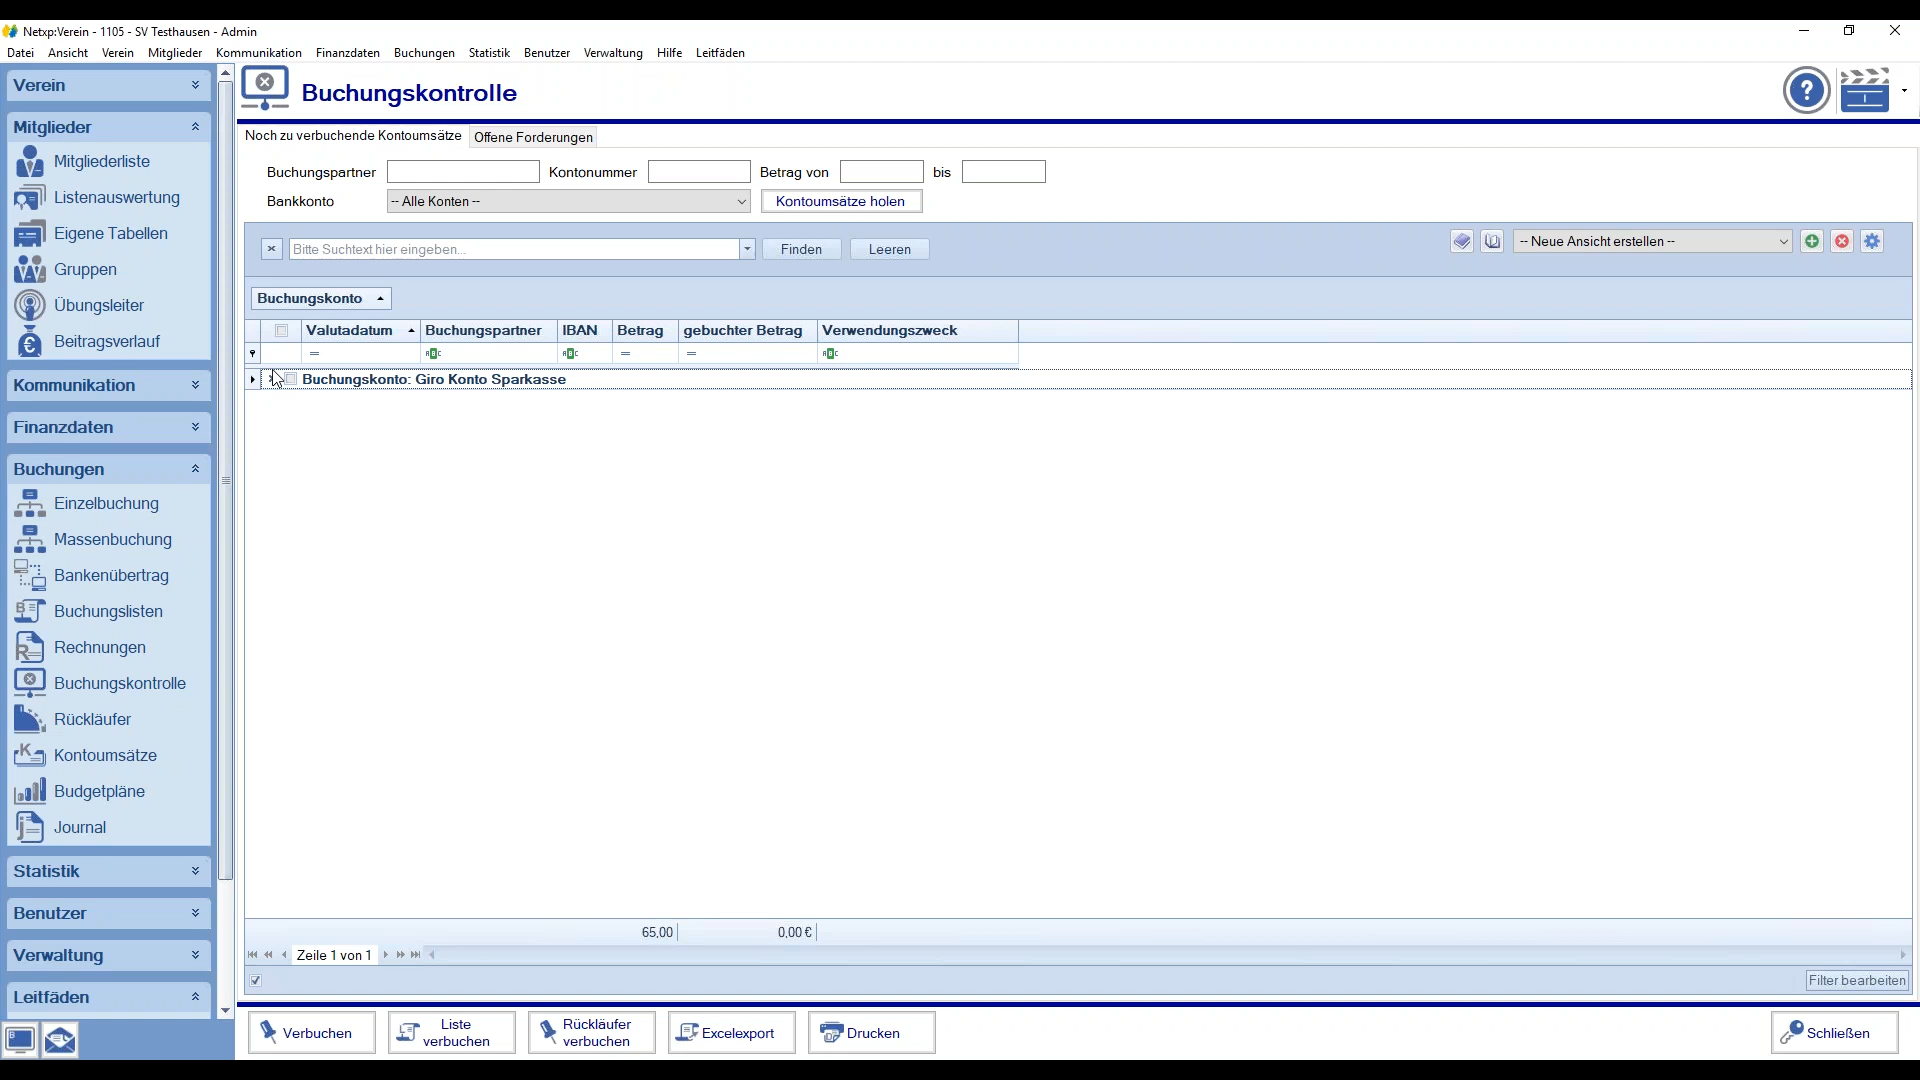 Netxp:Verein - 1105 - SV Testhausen - Admin
Datei Ansicht Verein Mitglieder Kommunikation Finanzdaten Buchungen Statistik Benutzer Verwaltung Hilfe Leitfäden
Verein
Mitglieder
Mitgliederliste
Listenauswertung
Eigene Tabellen
Gruppen
Übungsleiter
Beitragsverlauf
Kommunikation
Finanzdaten
Buchungen
Einzelbuchung
Massenbuchung
Bankenübertrag
Buchungslisten
Rechnungen
Buchungskontrolle
Rückläufer
Kontoumsätze
Budgetpläne
Journal
Statistik
Benutzer
Verwaltung
Leitfäden
Buchungskontrolle
Noch zu verbuchende Kontoumsätze Offene Forderungen
Buchungspartner Kontonummer Betrag von bis
Bankkonto -- Alle Konten -- Kontoumsätze holen
Bitte Suchtext hier eingeben... Finden Leeren -- Neue Ansicht erstellen --
Buchungskonto
Valutadatum Buchungspartner IBAN Betrag gebuchter Betrag Verwendungszweck
= ABC ABC = = ABC
Buchungskonto: Giro Konto Sparkasse
65,00 0,00 €
Zeile 1 von 1
Filter bearbeiten
Verbuchen
Liste
verbuchen
Rückläufer
verbuchen
Excelexport
Drucken
Schließen